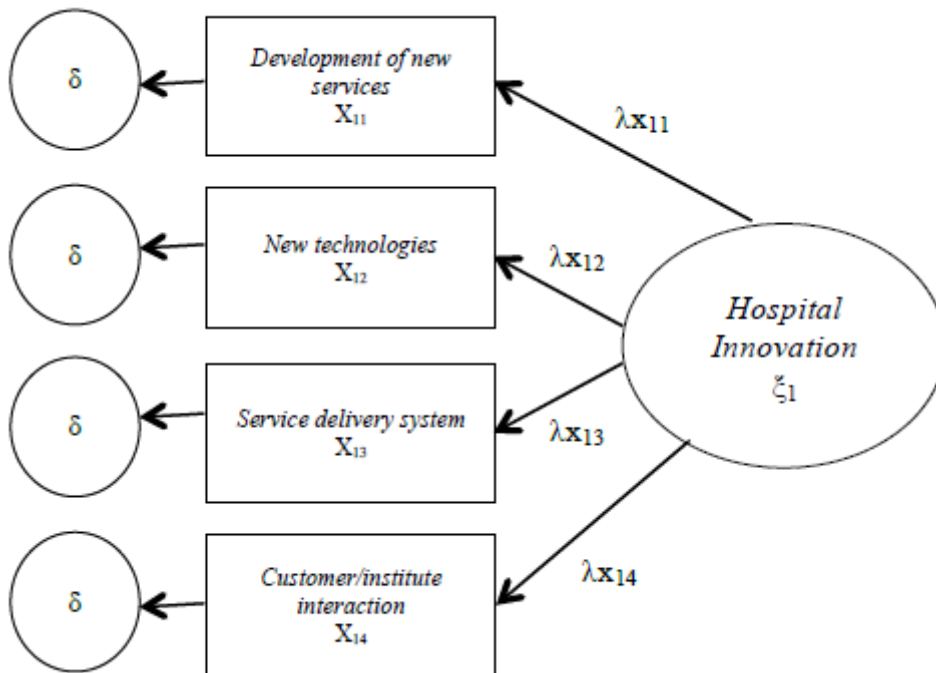 δ
Development of new
services
X₁₁
λx₁₁
δ
New technologies
X₁₂
λx₁₂
Hospital
Innovation
ξ₁
δ
Service delivery system
X₁₃
λx₁₃
δ
Customer/institute
interaction
X₁₄
λx₁₄